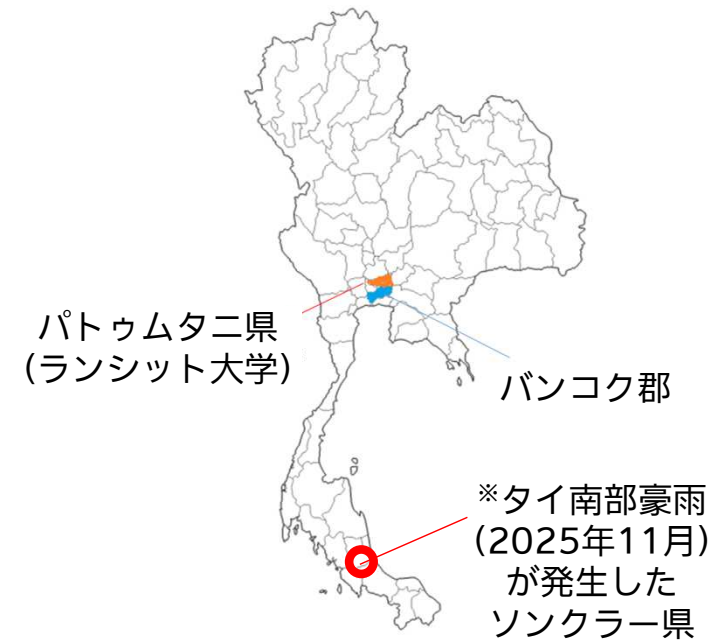 パトゥムタニ県
(ランシット大学)
バンコク郡
※タイ南部豪雨
(2025年11月)
が発生した
ソンクラー県